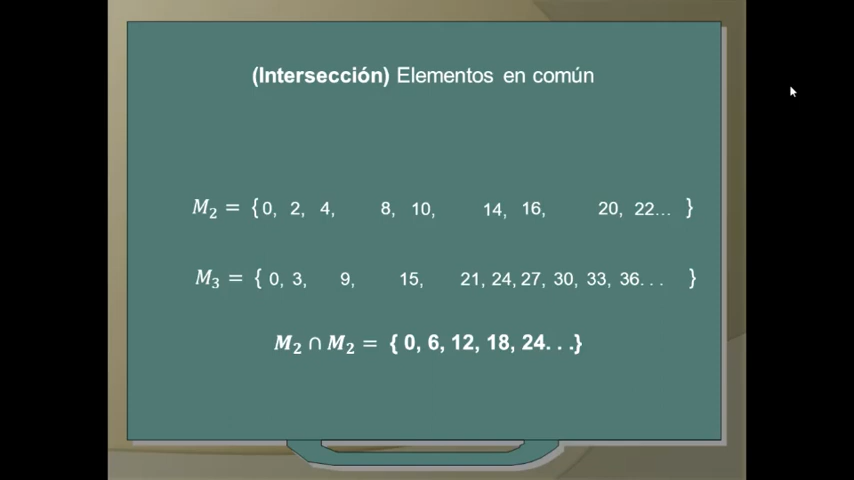 (Intersección) Elementos en común
M₂ = { 0, 2, 4, 8, 10, 14, 16, 20, 22... }
M₃ = { 0, 3, 9, 15, 21, 24, 27, 30, 33, 36. . . }
M₂ ∩ M₂ = { 0, 6, 12, 18, 24. . .}